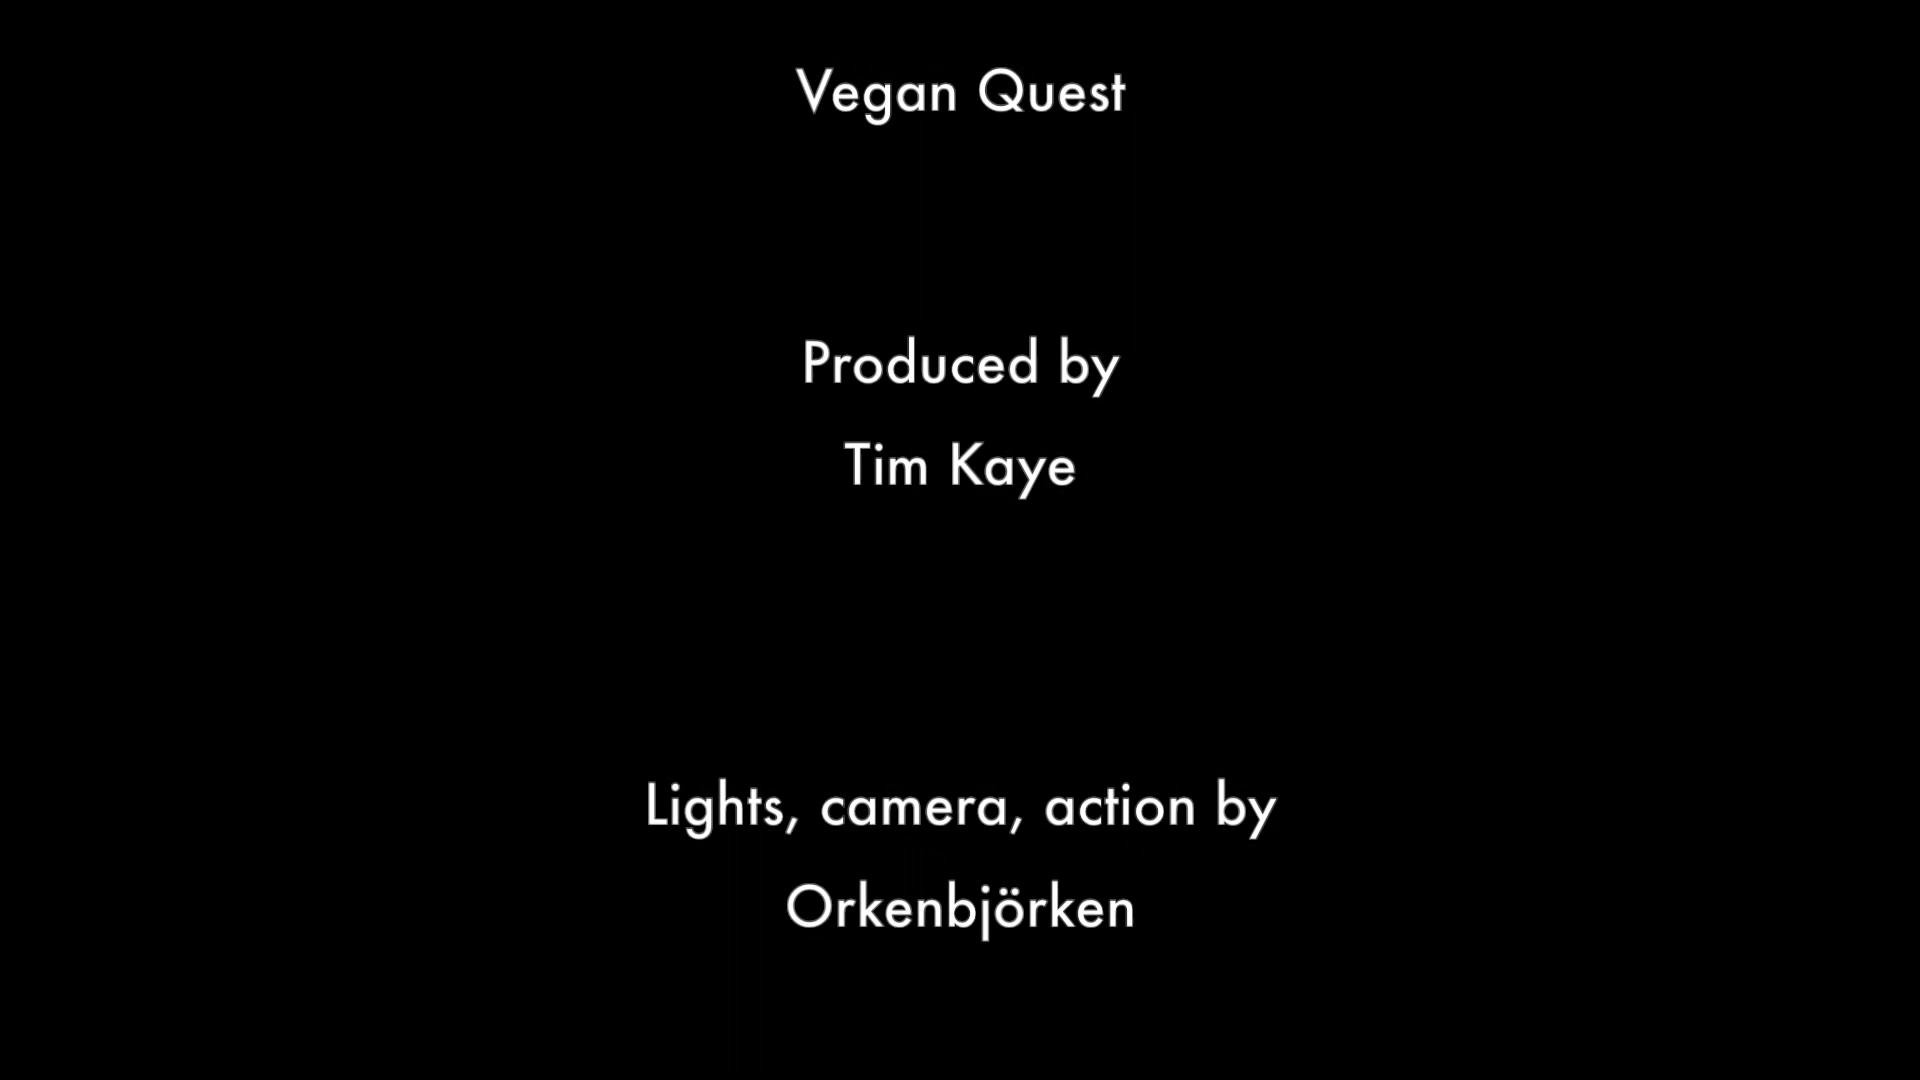 Vegan Quest
Produced by
Tim Kaye
Lights, camera, action by
Orkenbjörken